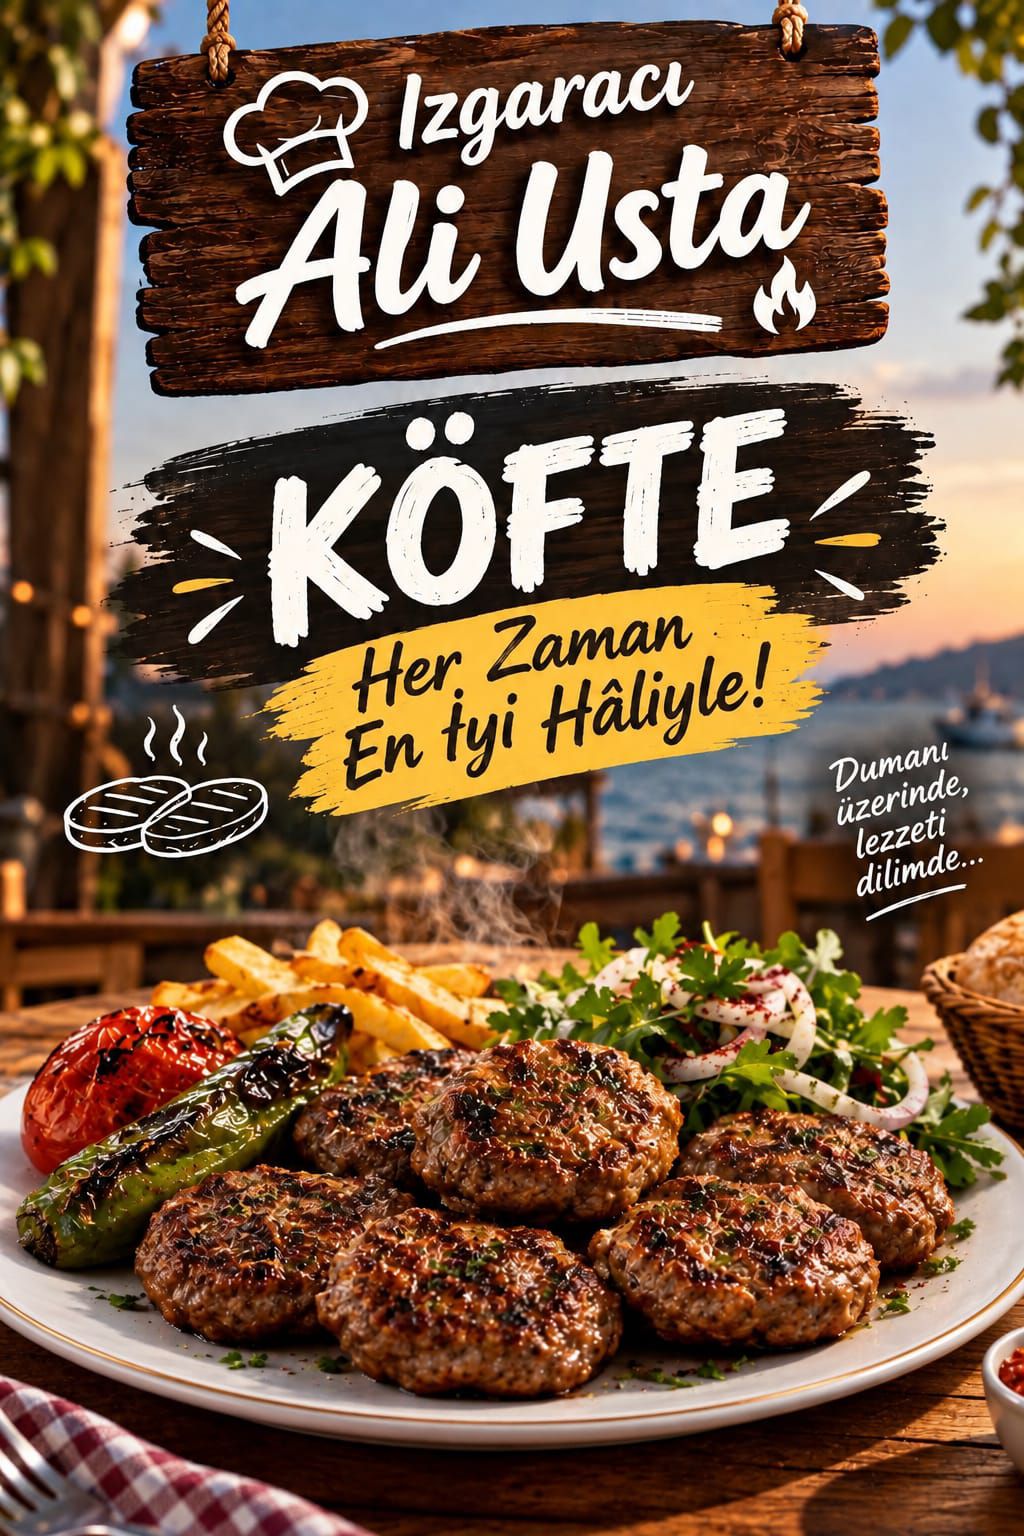 Izgaracı
Ali Usta
KÖFTE
Her Zaman
En İyi Hâliyle!
Dumanı
üzerinde,
lezzeti
dilimde...